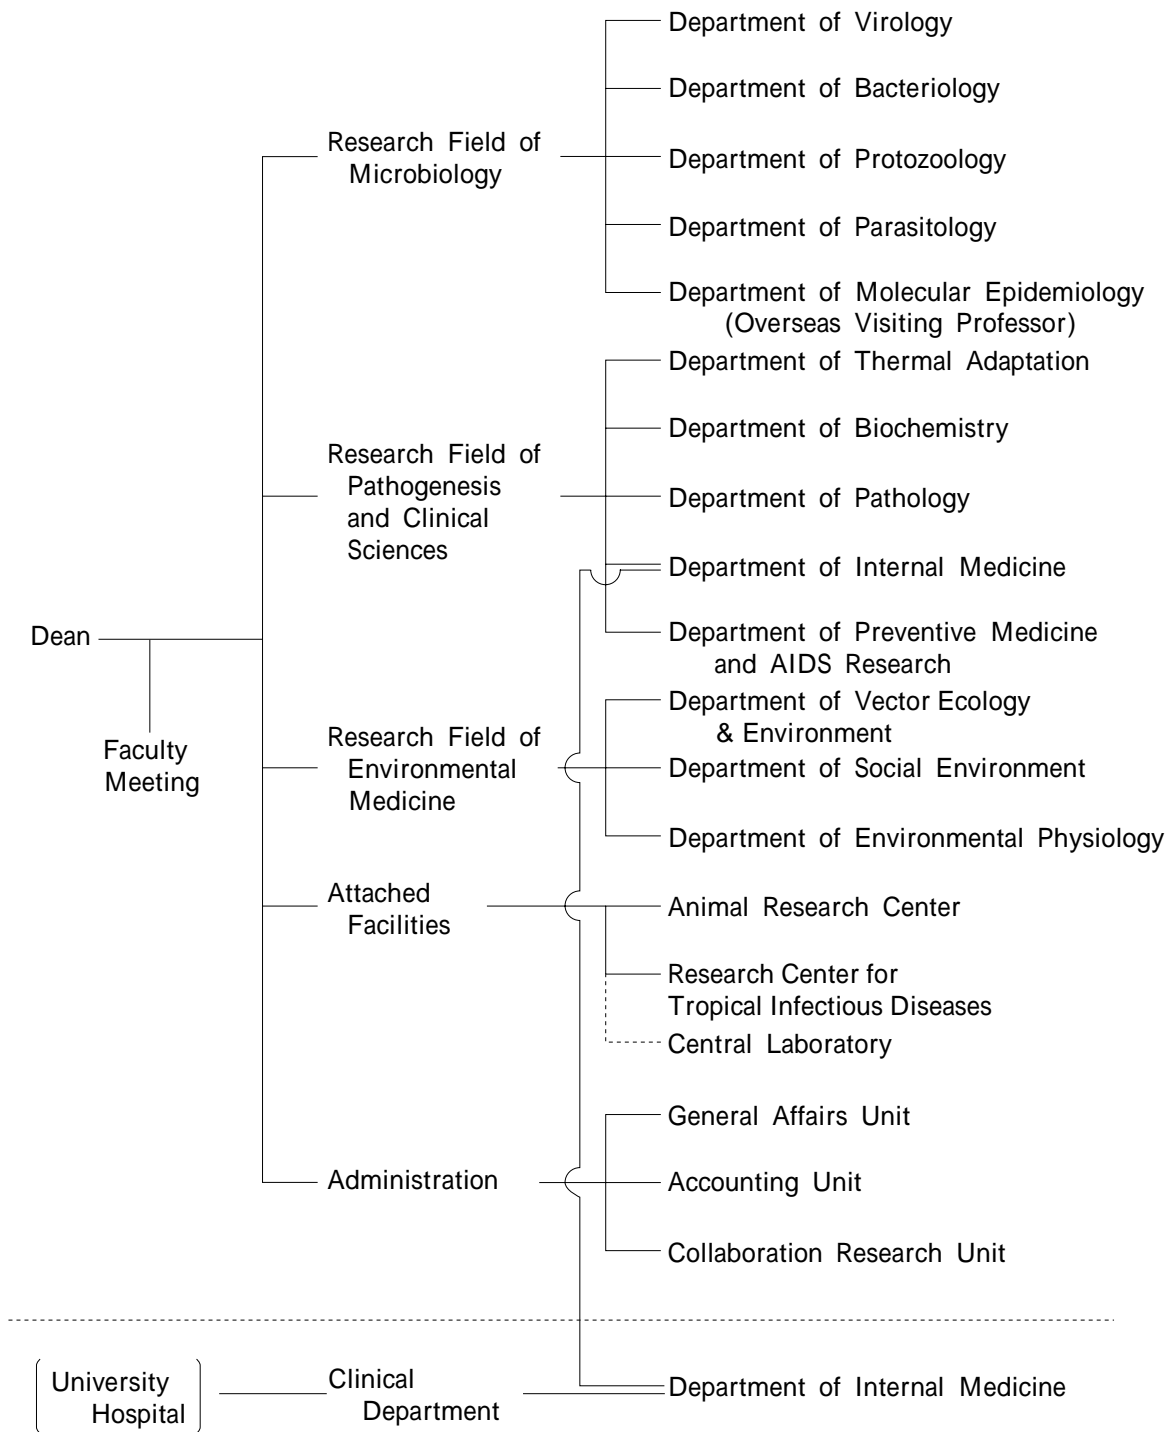 Dean
Faculty
Meeting
Research Field of
Microbiology
Department of Virology
Department of Bacteriology
Department of Protozoology
Department of Parasitology
Department of Molecular Epidemiology
(Overseas Visiting Professor)
Research Field of
Pathogenesis
and Clinical
Sciences
Department of Thermal Adaptation
Department of Biochemistry
Department of Pathology
Department of Internal Medicine
Department of Preventive Medicine
and AIDS Research
Research Field of
Environmental
Medicine
Department of Vector Ecology
& Environment
Department of Social Environment
Department of Environmental Physiology
Attached
Facilities
Animal Research Center
Research Center for
Tropical Infectious Diseases
Central Laboratory
Administration
General Affairs Unit
Accounting Unit
Collaboration Research Unit
University
Hospital
Clinical
Department
Department of Internal Medicine